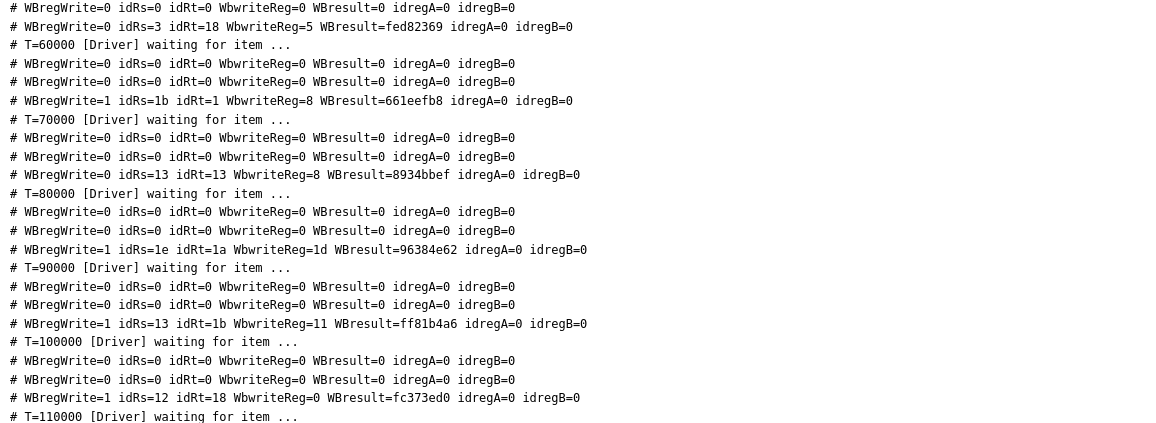 # WBregWrite=0 idRs=0 idRt=0 WbwriteReg=0 WBresult=0 idregA=0 idregB=0
# WBregWrite=0 idRs=3 idRt=18 WbwriteReg=5 WBresult=fed82369 idregA=0 idregB=0
# T=60000 [Driver] waiting for item ...
# WBregWrite=0 idRs=0 idRt=0 WbwriteReg=0 WBresult=0 idregA=0 idregB=0
# WBregWrite=0 idRs=0 idRt=0 WbwriteReg=0 WBresult=0 idregA=0 idregB=0
# WBregWrite=1 idRs=1b idRt=1 WbwriteReg=8 WBresult=661eefb8 idregA=0 idregB=0
# T=70000 [Driver] waiting for item ...
# WBregWrite=0 idRs=0 idRt=0 WbwriteReg=0 WBresult=0 idregA=0 idregB=0
# WBregWrite=0 idRs=0 idRt=0 WbwriteReg=0 WBresult=0 idregA=0 idregB=0
# WBregWrite=0 idRs=13 idRt=13 WbwriteReg=8 WBresult=8934bbef idregA=0 idregB=0
# T=80000 [Driver] waiting for item ...
# WBregWrite=0 idRs=0 idRt=0 WbwriteReg=0 WBresult=0 idregA=0 idregB=0
# WBregWrite=0 idRs=0 idRt=0 WbwriteReg=0 WBresult=0 idregA=0 idregB=0
# WBregWrite=1 idRs=1e idRt=1a WbwriteReg=1d WBresult=96384e62 idregA=0 idregB=0
# T=90000 [Driver] waiting for item ...
# WBregWrite=0 idRs=0 idRt=0 WbwriteReg=0 WBresult=0 idregA=0 idregB=0
# WBregWrite=0 idRs=0 idRt=0 WbwriteReg=0 WBresult=0 idregA=0 idregB=0
# WBregWrite=1 idRs=13 idRt=1b WbwriteReg=11 WBresult=ff81b4a6 idregA=0 idregB=0
# T=100000 [Driver] waiting for item ...
# WBregWrite=0 idRs=0 idRt=0 WbwriteReg=0 WBresult=0 idregA=0 idregB=0
# WBregWrite=0 idRs=0 idRt=0 WbwriteReg=0 WBresult=0 idregA=0 idregB=0
# WBregWrite=1 idRs=12 idRt=18 WbwriteReg=0 WBresult=fc373ed0 idregA=0 idregB=0
# T=110000 [Driver] waiting for item ...